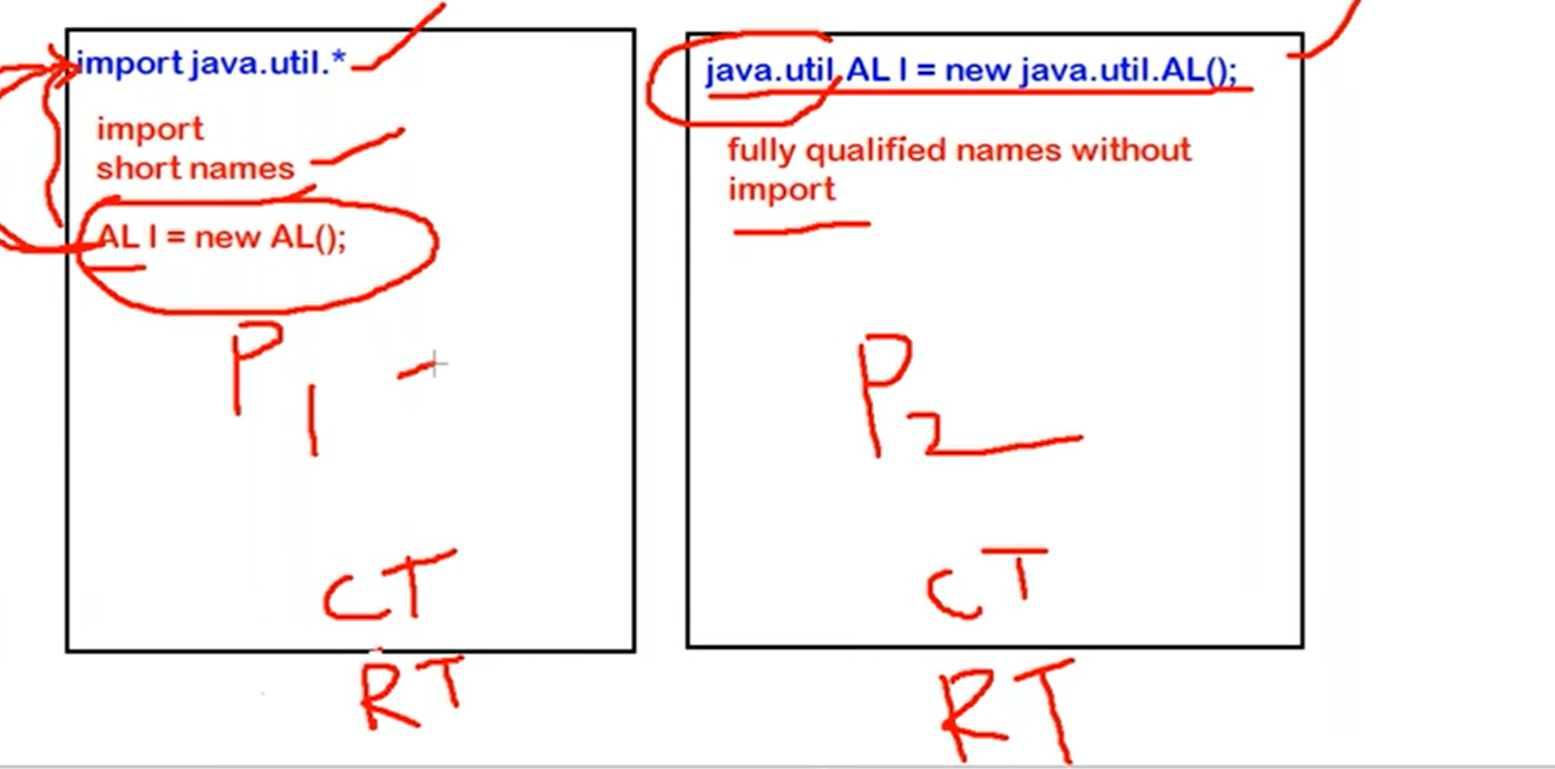 import java.util.*
import
short names
AL l = new AL();
P1
CT
RT
java.util.AL l = new java.util.AL();
fully qualified names without
import
P2
CT
RT